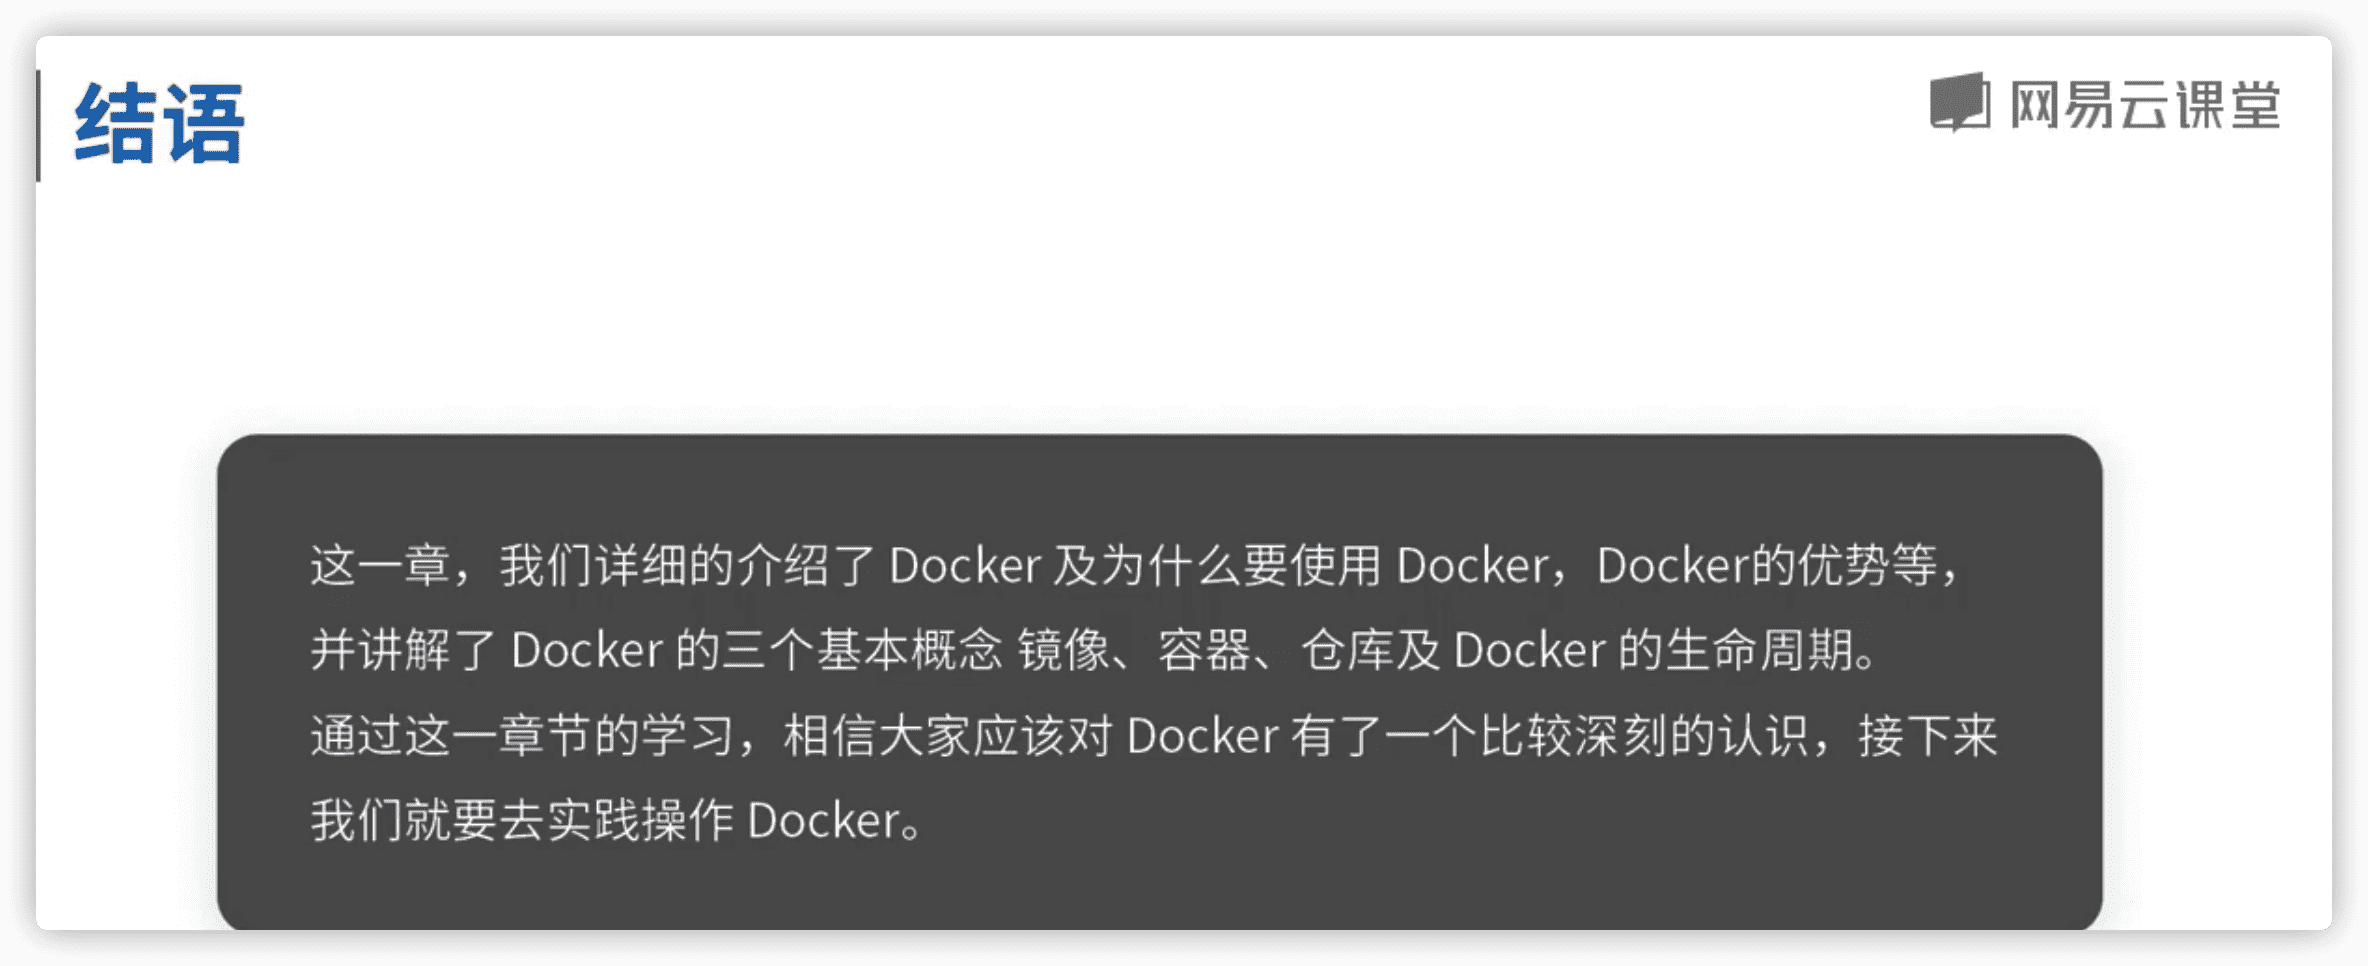 结语
网易云课堂
这一章，我们详细的介绍了 Docker 及为什么要使用 Docker，Docker的优势等，
并讲解了 Docker 的三个基本概念 镜像、容器、仓库及 Docker 的生命周期。
通过这一章节的学习，相信大家应该对 Docker 有了一个比较深刻的认识，接下来
我们就要去实践操作 Docker。